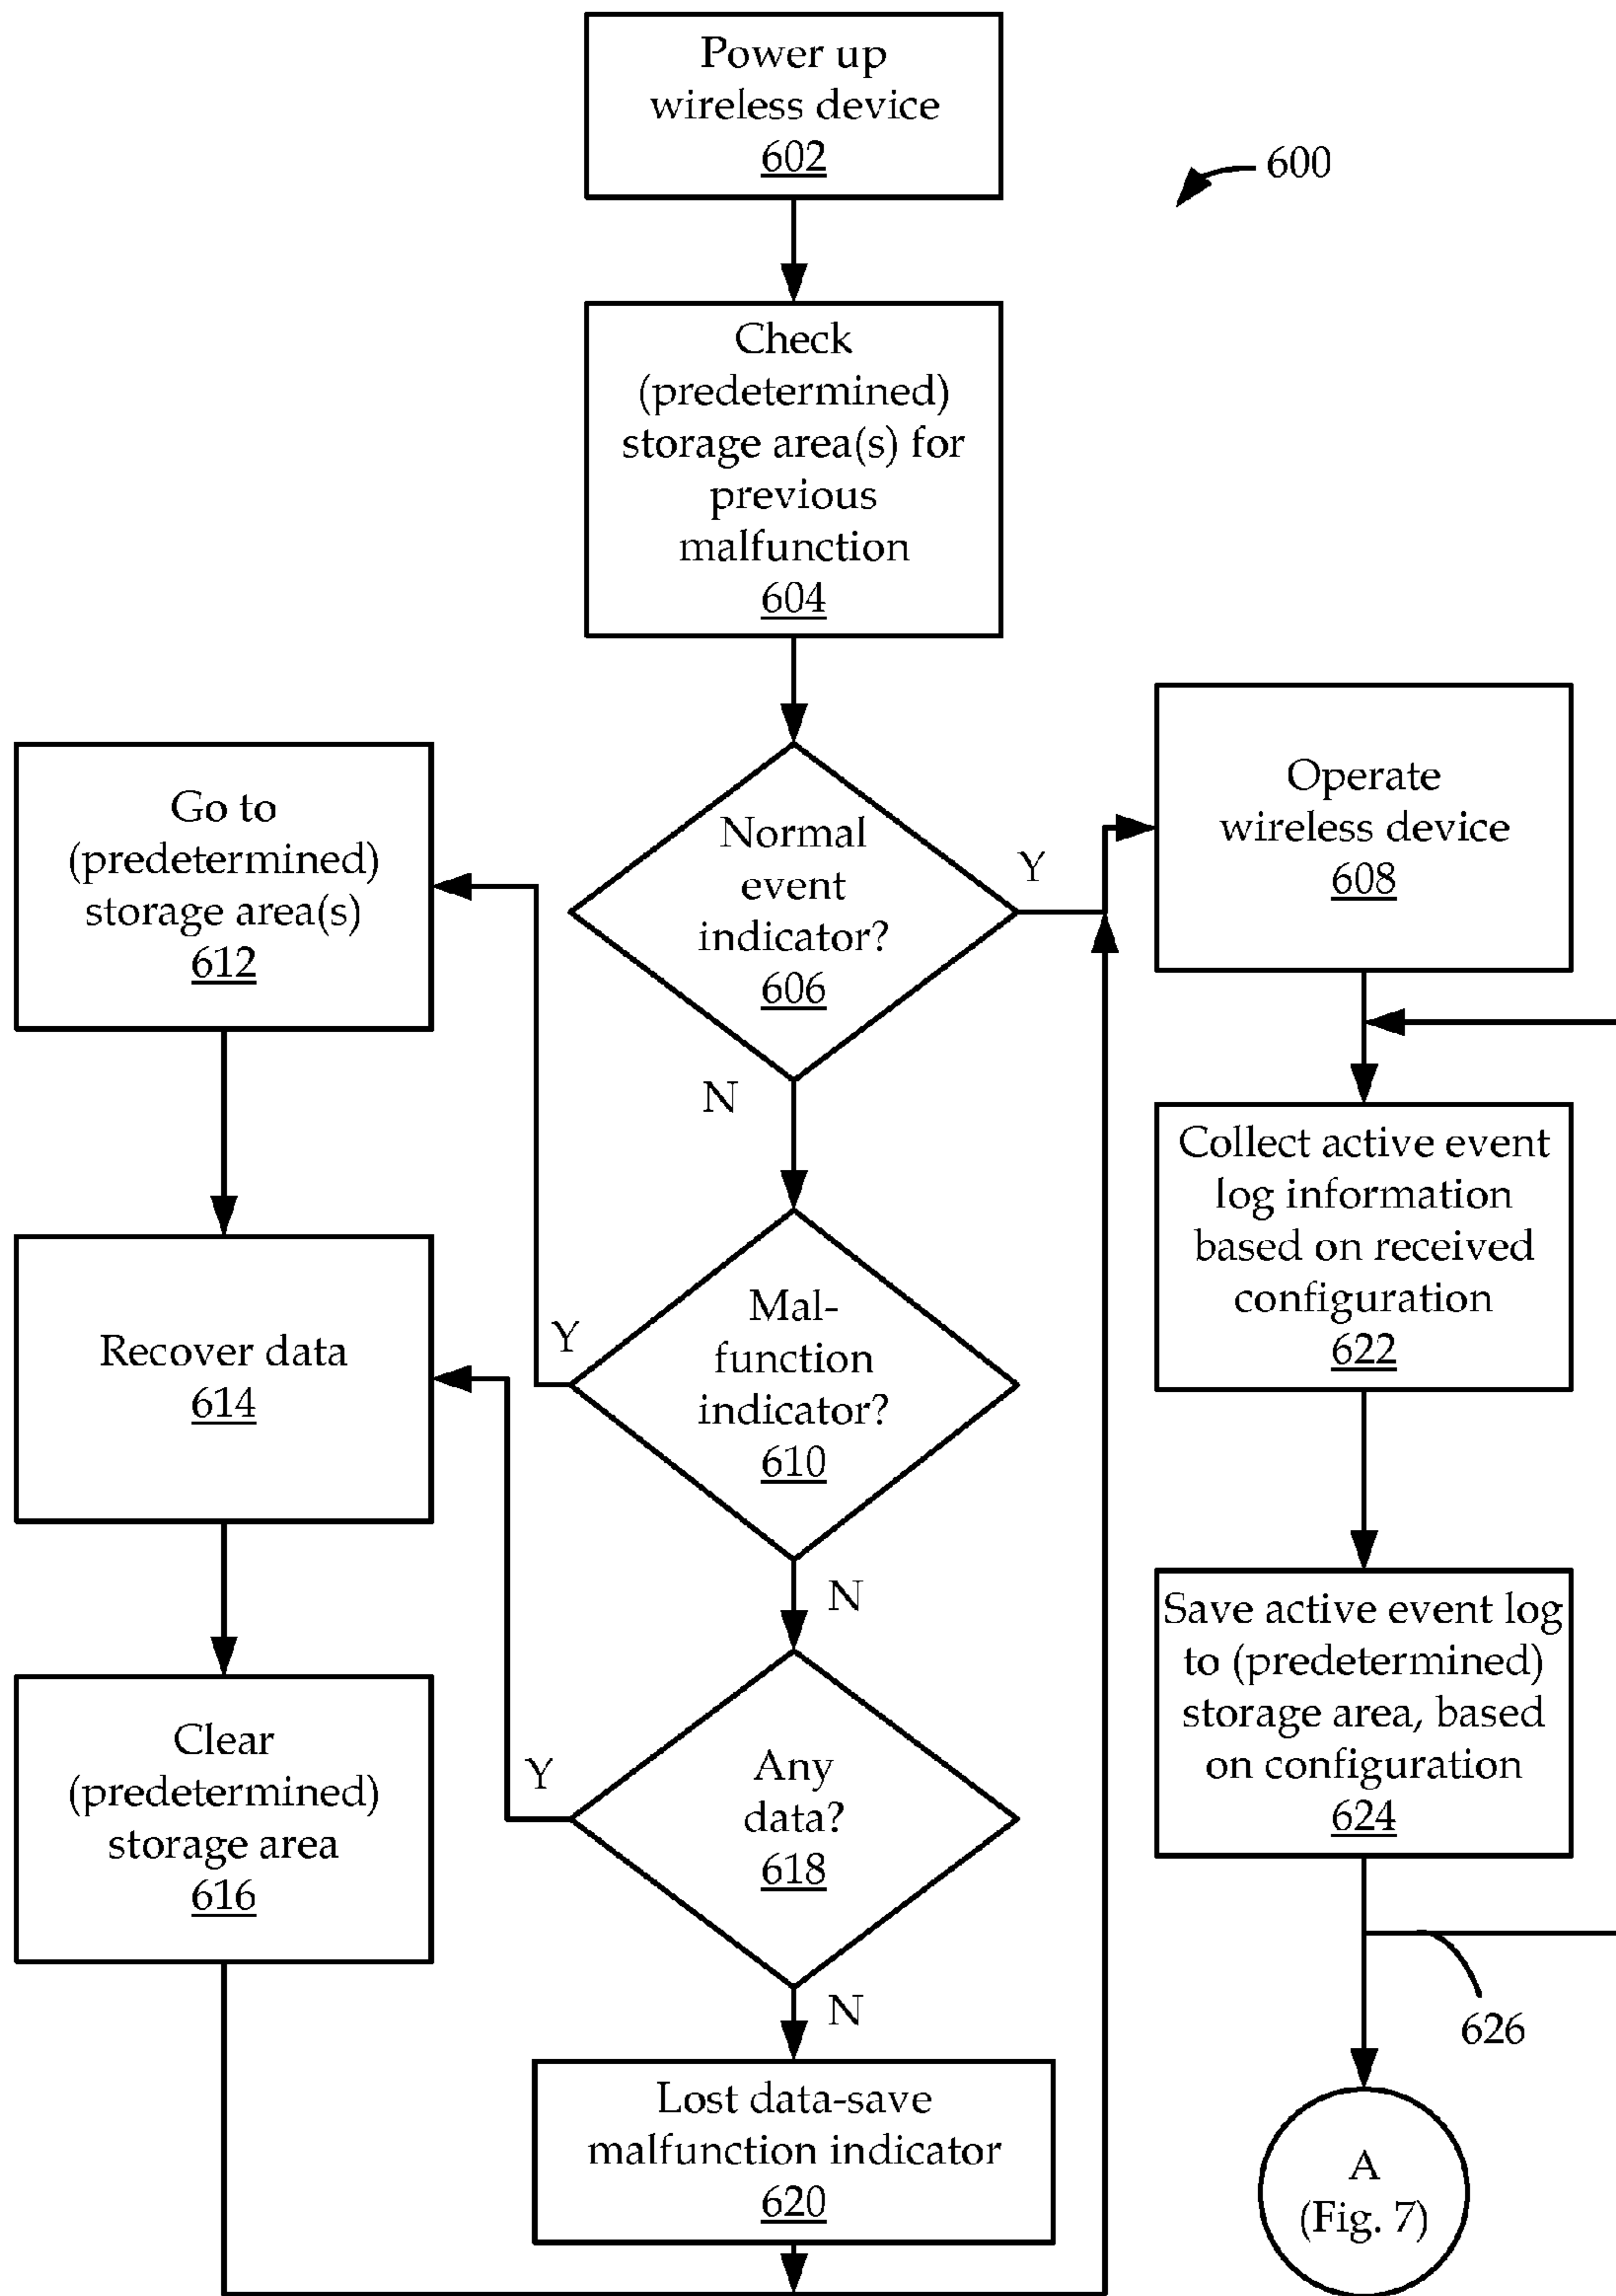 Power up
wireless device
602
600
Check
(predetermined)
storage area(s) for
previous
malfunction
604
Normal
event
indicator?
606
Y
N
Operate
wireless device
608
Go to
(predetermined)
storage area(s)
612
Mal-
function
indicator?
610
Y
N
Collect active event
log information
based on received
configuration
622
Recover data
614
Any
data?
618
Y
N
Save active event log
to (predetermined)
storage area, based
on configuration
624
Clear
(predetermined)
storage area
616
626
Lost data-save
malfunction indicator
620
A
(Fig. 7)